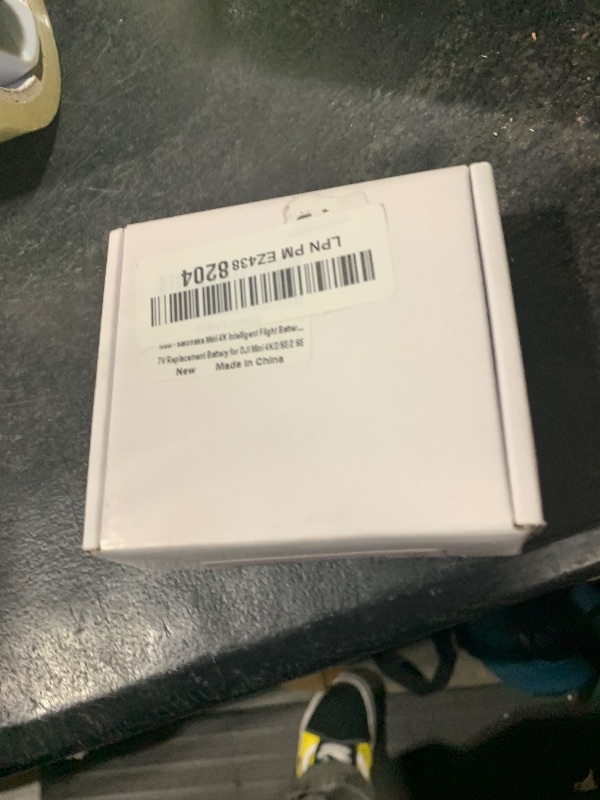 LPN PM EZ438 8204
Mini 4K Intelligent Flight Batter...
7V Replacement Battery for DJI Mini 4K/2 SE/2 SE
New Made in China